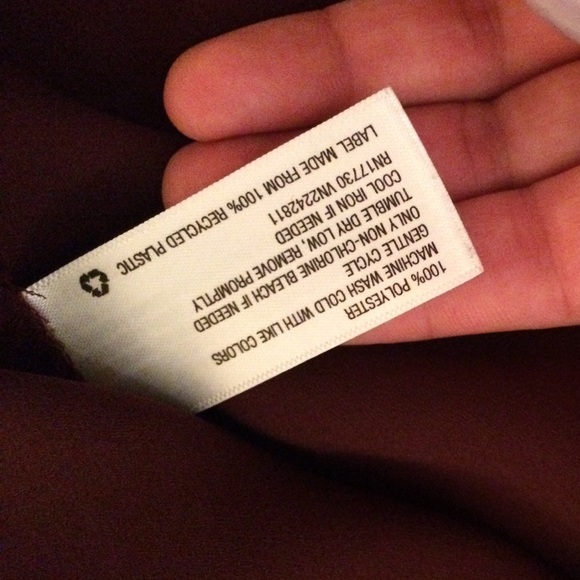 100% POLYESTER
MACHINE WASH COLD WITH LIKE COLORS
GENTLE CYCLE
ONLY NON-CHLORINE BLEACH IF NEEDED
TUMBLE DRY LOW, REMOVE PROMPTLY
COOL IRON IF NEEDED
RN17730 VN2242811
LABEL MADE FROM 100% RECYCLED PLASTIC